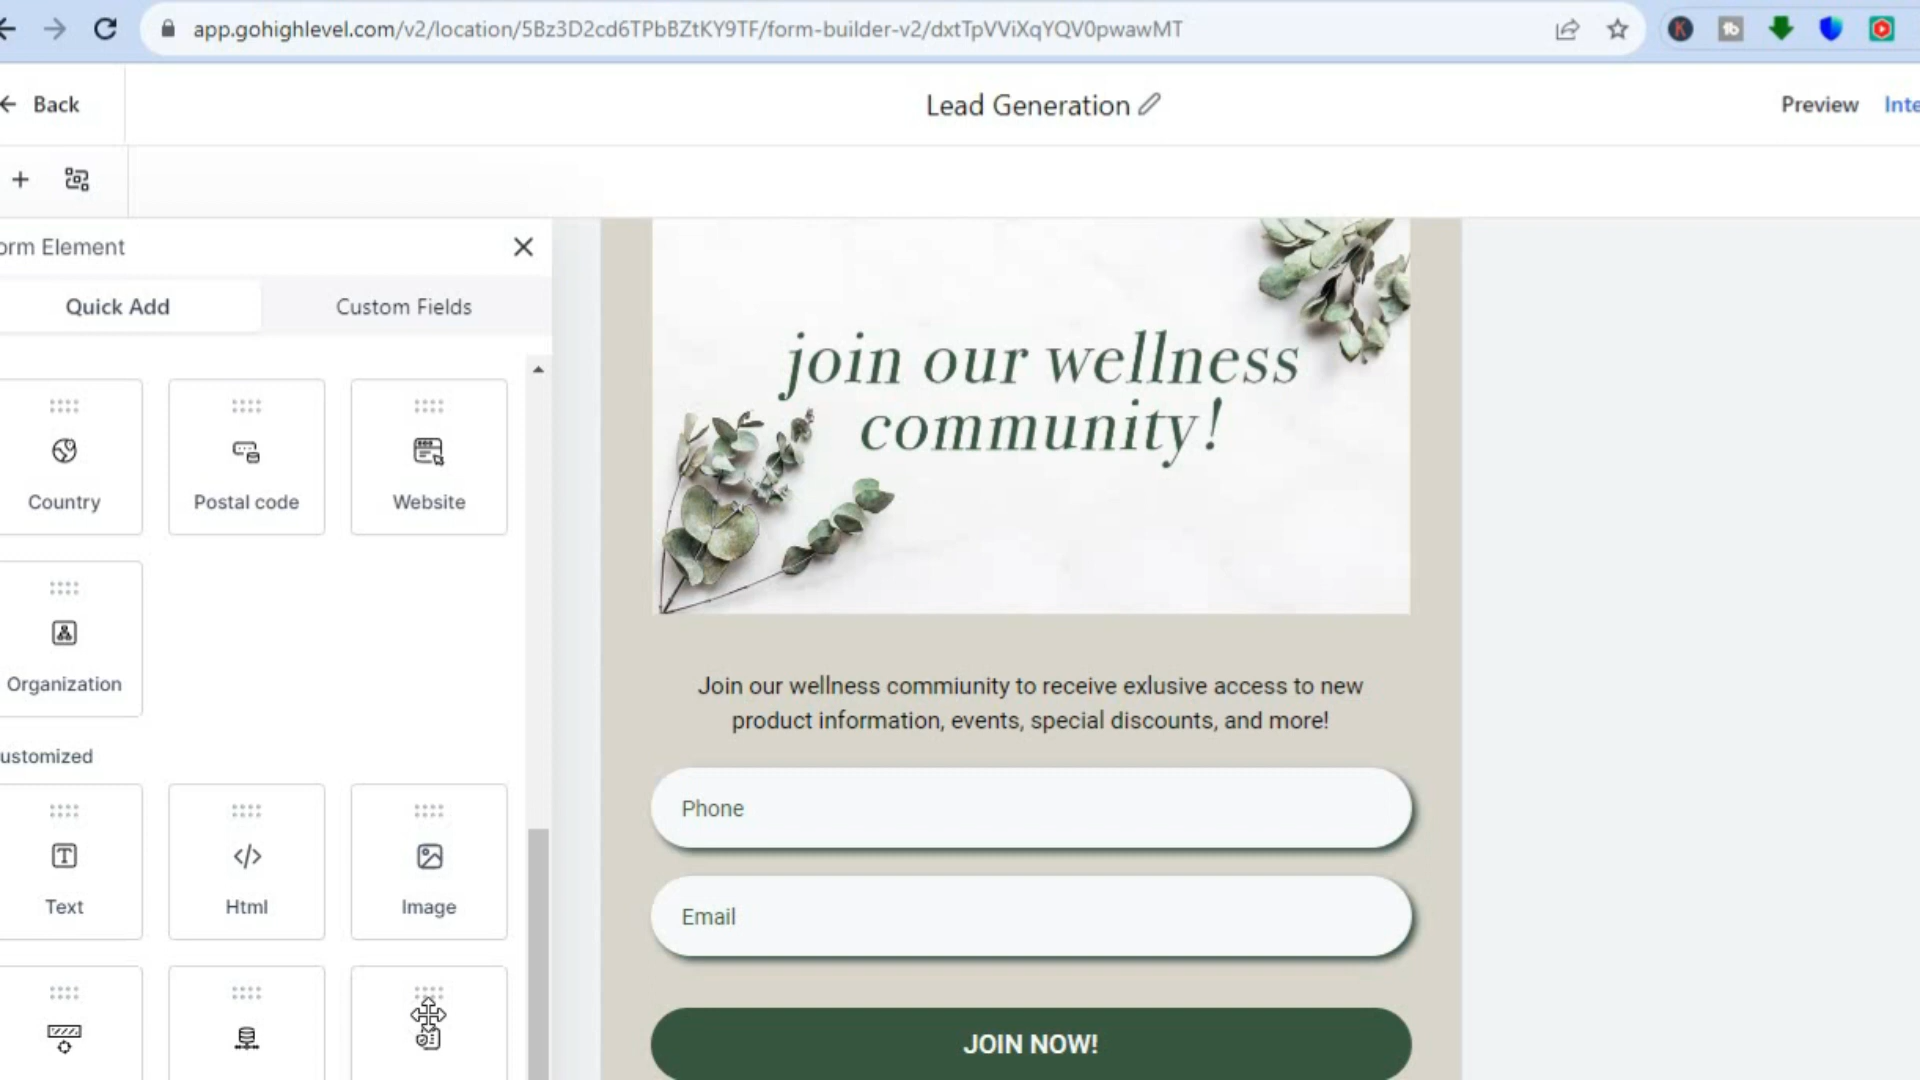 app.gohighlevel.com/v2/location/5Bz3D2cd6TPbBZtKY9TF/form-builder-v2/dxtTpVViXqYQV0pwawMT
Back
Lead Generation
Preview
Inte
orm Element
Quick Add
Custom Fields
Country
Postal code
Website
Organization
ustomized
Text
Html
Image
join our wellness
community!
Join our wellness commiunity to receive exlusive access to new
product information, events, special discounts, and more!
Phone
Email
JOIN NOW!